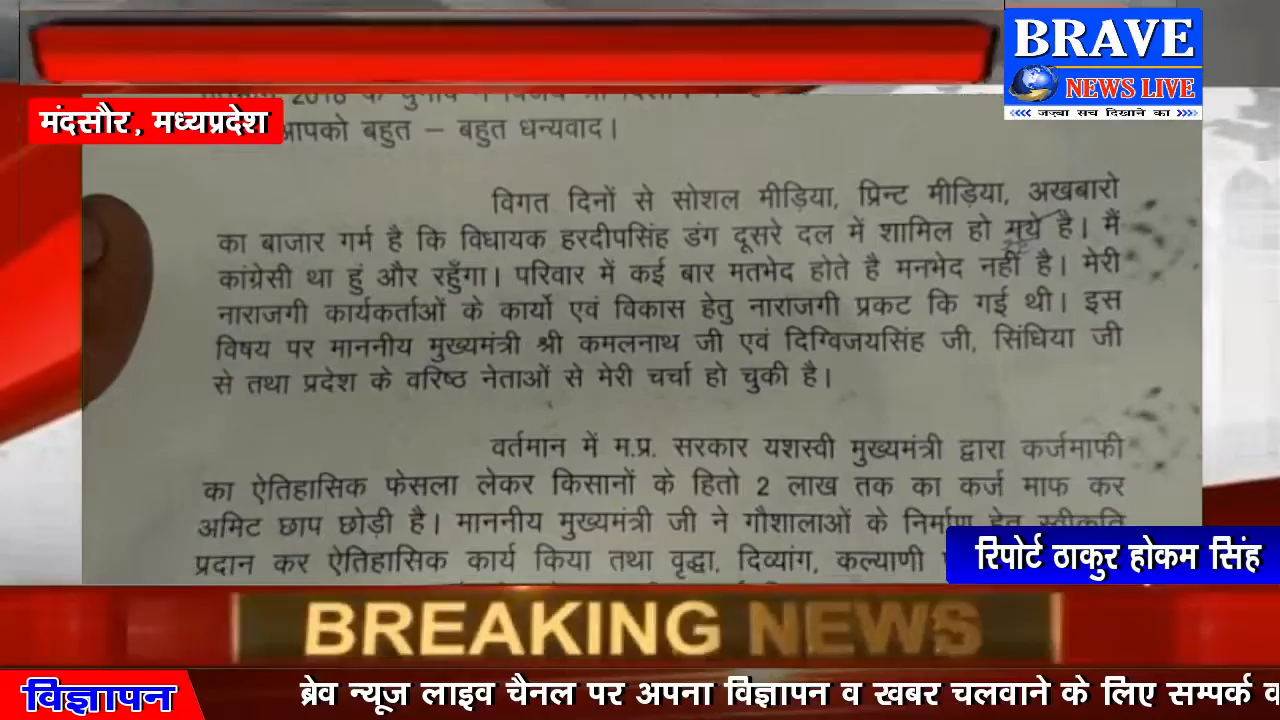 BRAVE
NEWS LIVE
जज़्बा सच दिखाने का
मंदसौर, मध्यप्रदेश
आपको बहुत – बहुत धन्यवाद।
विगत दिनों से सोशल मीड़िया, प्रिन्ट मीड़िया, अखबारो
का बाजार गर्म है कि विधायक हरदीपसिंह डंग दूसरे दल में शामिल हो गये है। मैं
कांग्रेसी था हुं और रहुँगा। परिवार में कई बार मतभेद होते है मनभेद नहीं है। मेरी
नाराजगी कार्यकर्ताओं के कार्यो एवं विकास हेतु नाराजगी प्रकट कि गई थी। इस
विषय पर माननीय मुख्यमंत्री श्री कमलनाथ जी एवं दिग्विजयसिंह जी, सिंधिया जी
से तथा प्रदेश के वरिष्ठ नेताओं से मेरी चर्चा हो चुकी है।
वर्तमान में म.प्र. सरकार यशस्वी मुख्यमंत्री द्वारा कर्जमाफी
का ऐतिहासिक फेसला लेकर किसानों के हितो 2 लाख तक का कर्ज माफ कर
अमिट छाप छोड़ी है। माननीय मुख्यमंत्री जी ने गौशालाओं के निर्माण हेतु स्वीकृति
प्रदान कर ऐतिहासिक कार्य किया तथा वृद्धा, दिव्यांग, कल्याणी
रिपोर्ट ठाकुर होकम सिंह
BREAKING NEWS
विज्ञापन
ब्रेव न्यूज लाइव चैनल पर अपना विज्ञापन व खबर चलवाने के लिए सम्पर्क